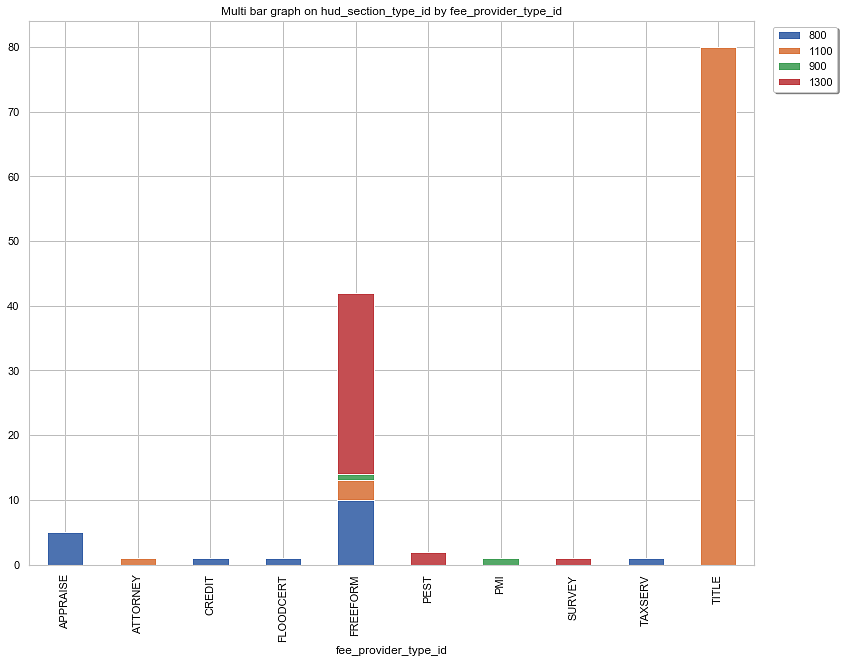 Multi bar graph on hud_section_type_id by fee_provider_type_id
800
1100
900
1300
80
70
60
50
40
30
20
10
0
APPRAISE
ATTORNEY
CREDIT
FLOODCERT
FREEFORM
PEST
PMI
SURVEY
TAXSERV
TITLE
fee_provider_type_id